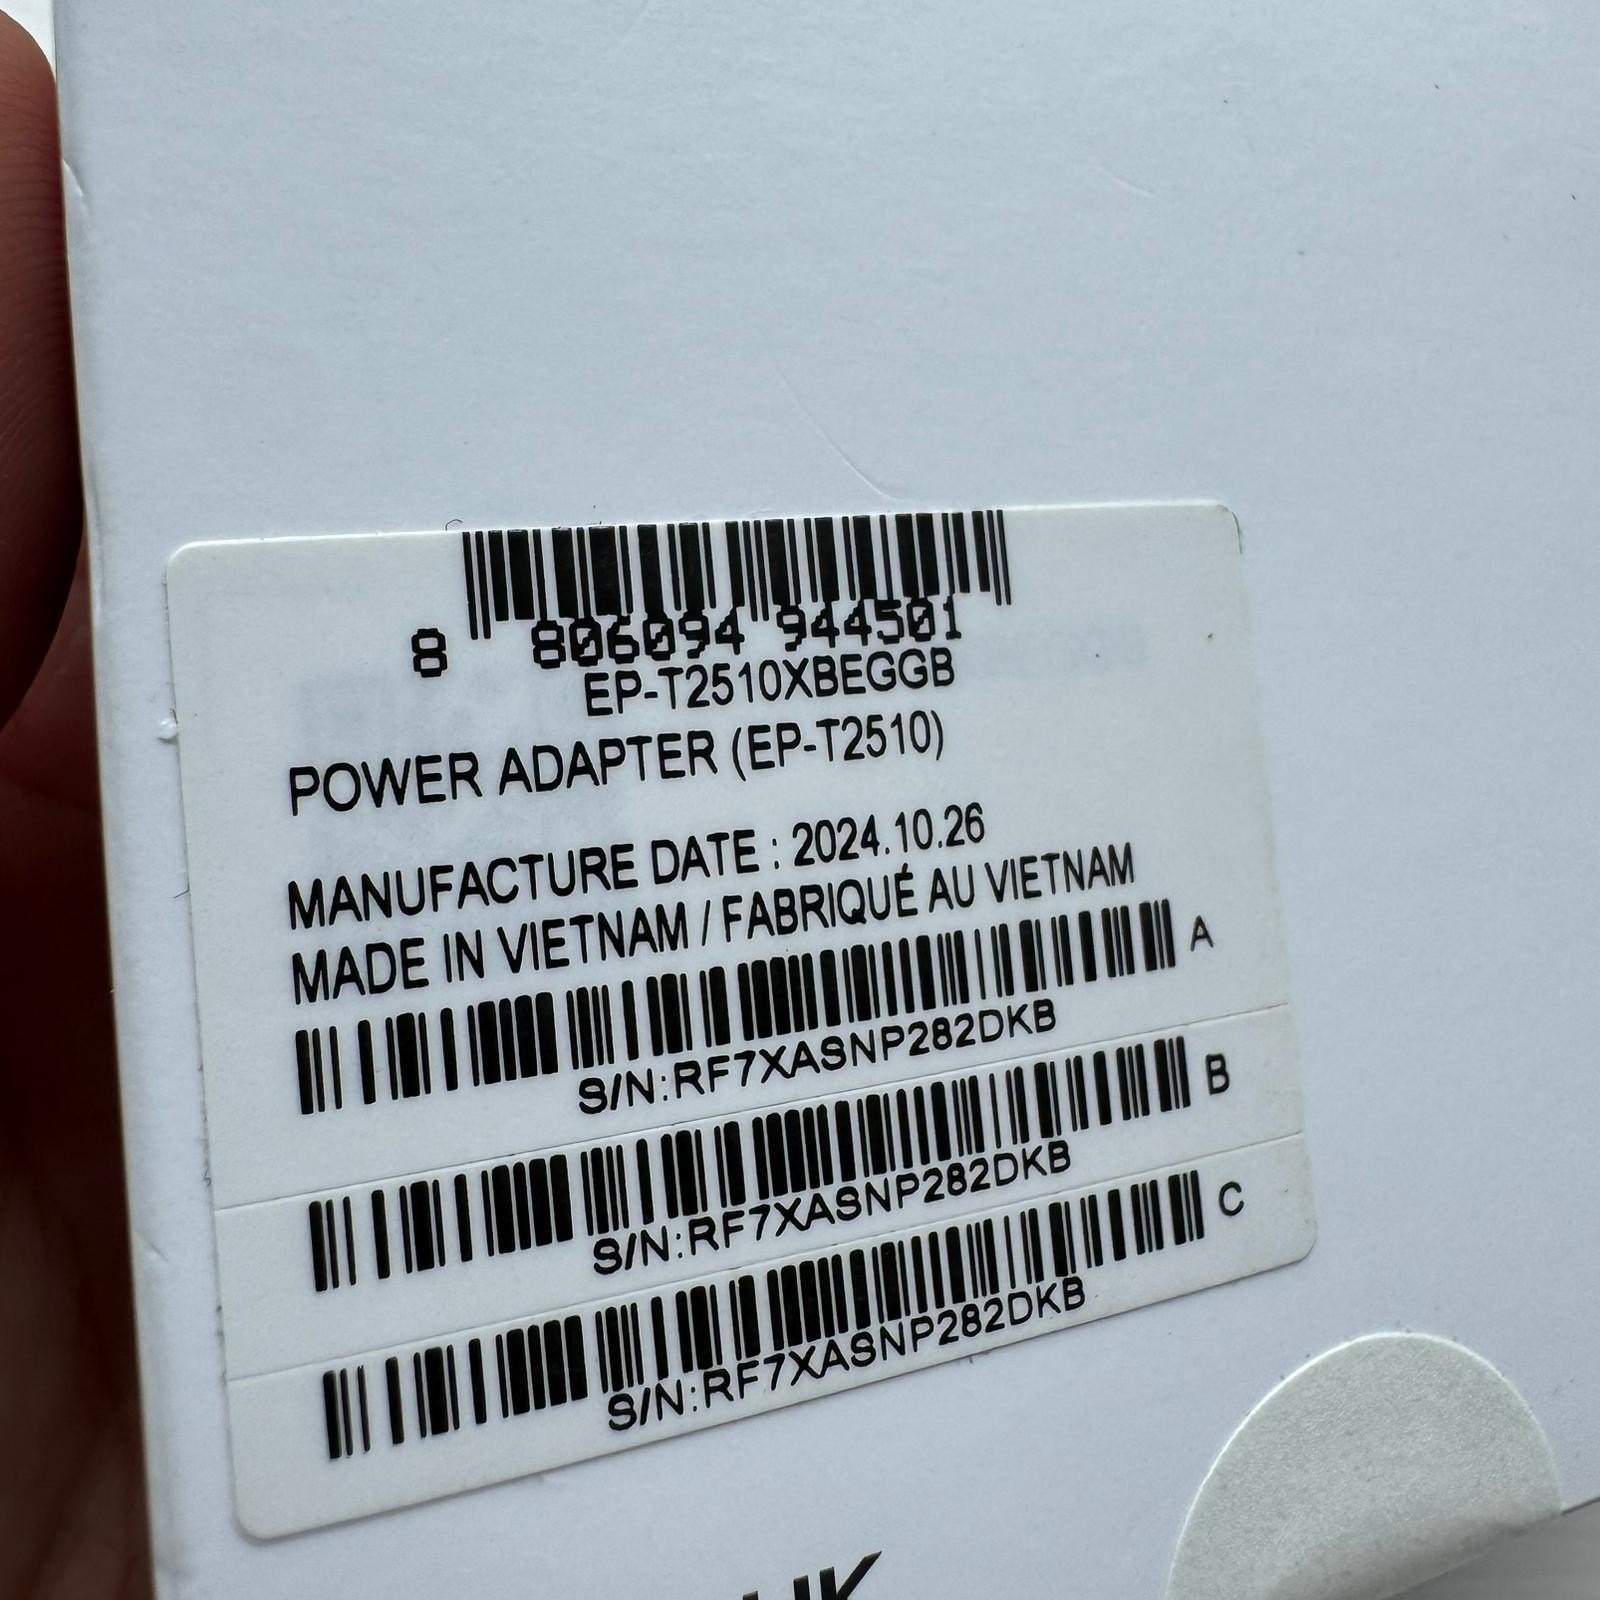 8 806094 944501
EP-T2510XBEGGB
POWER ADAPTER (EP-T2510)
MANUFACTURE DATE : 2024.10.26
MADE IN VIETNAM / FABRIQUÉ AU VIETNAM
A
S/N:RF7XASNP282DKB
B
S/N:RF7XASNP282DKB
C
S/N:RF7XASNP282DKB
UK